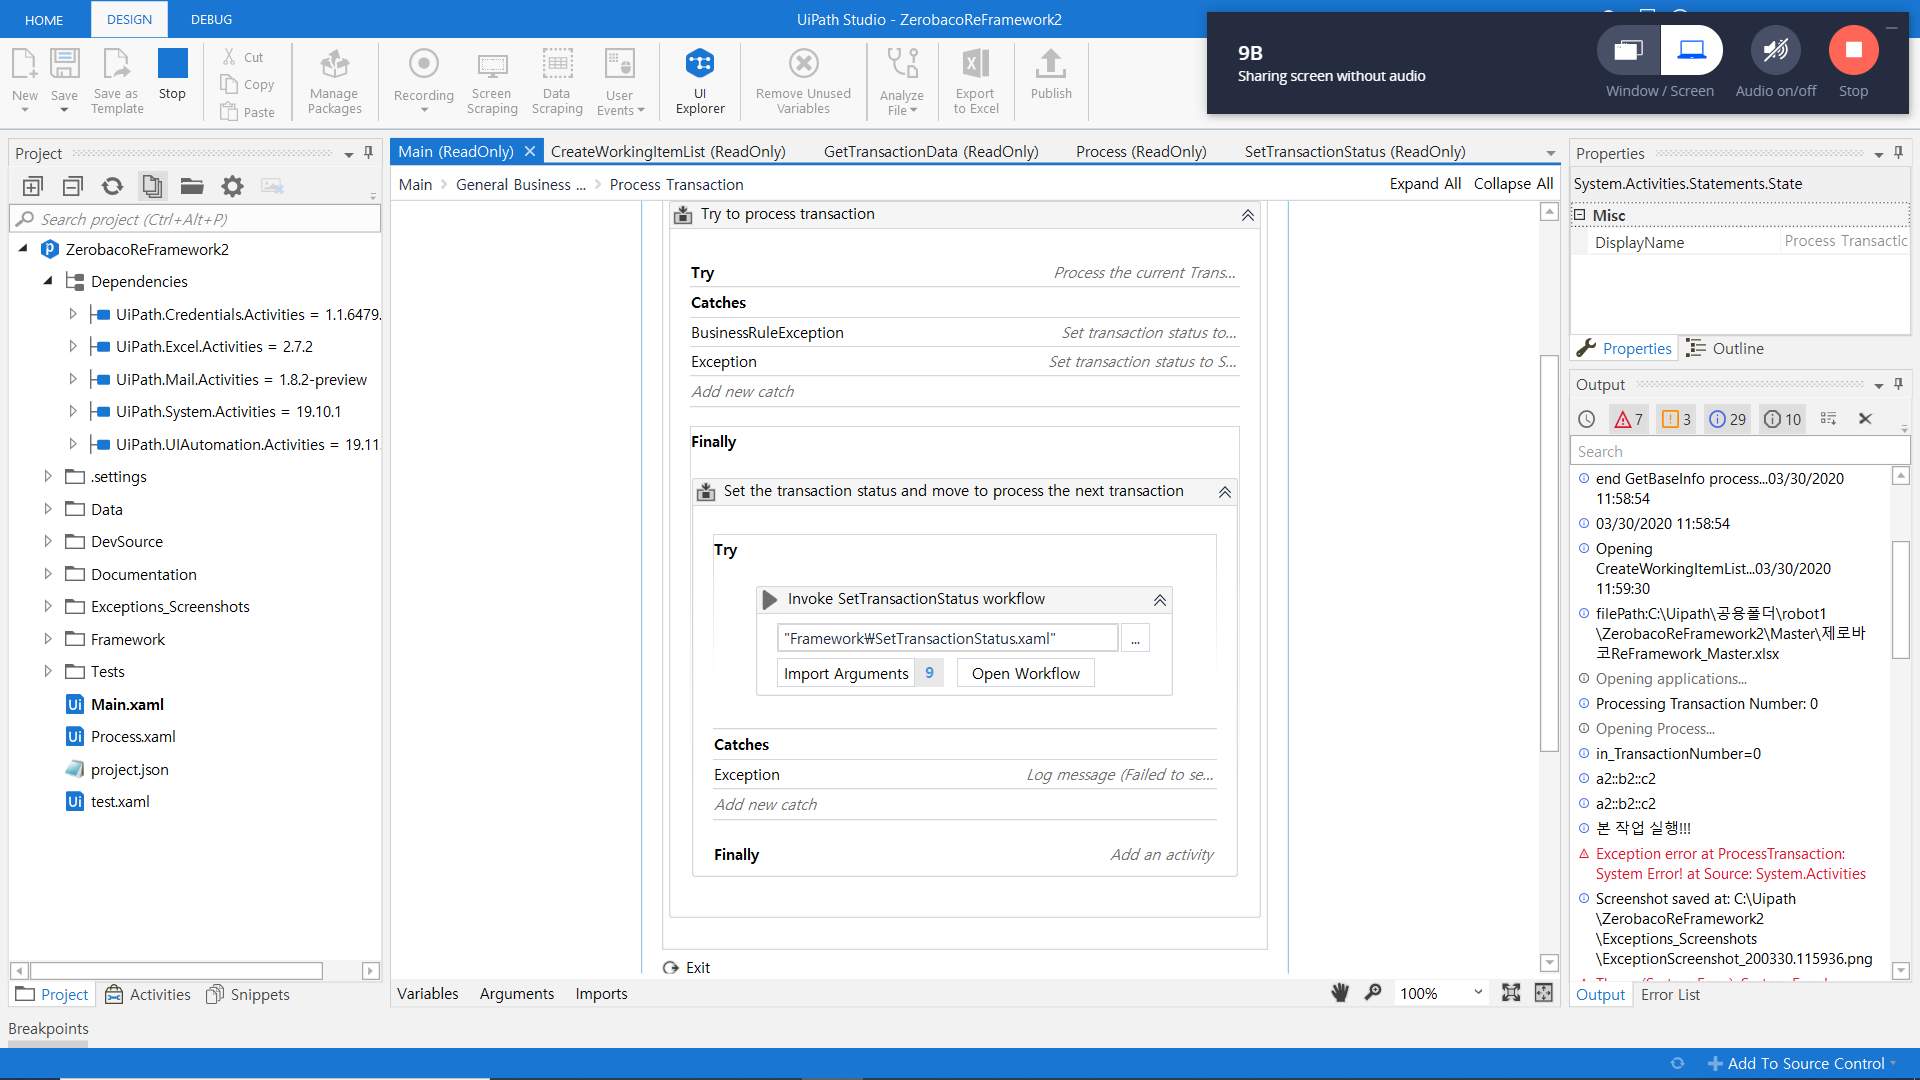 HOME
DESIGN
DEBUG
UiPath Studio - ZerobacoReFramework2
9B
Sharing screen without audio
Window / Screen
Audio on/off
Stop
New
Save
Save as
Template
Stop
Cut
Copy
Paste
Manage
Packages
Recording
Screen
Scraping
Data
Scraping
User
Events
UI
Explorer
Remove Unused
Variables
Analyze
File
Export
to Excel
Publish
Project
Search project (Ctrl+Alt+P)
ZerobacoReFramework2
Dependencies
UiPath.Credentials.Activities = 1.1.6479.
UiPath.Excel.Activities = 2.7.2
UiPath.Mail.Activities = 1.8.2-preview
UiPath.System.Activities = 19.10.1
UiPath.UIAutomation.Activities = 19.11.
.settings
Data
DevSource
Documentation
Exceptions_Screenshots
Framework
Tests
Main.xaml
Process.xaml
project.json
test.xaml
Project
Activities
Snippets
Breakpoints
Main (ReadOnly)
CreateWorkingItemList (ReadOnly)
GetTransactionData (ReadOnly)
Process (ReadOnly)
SetTransactionStatus (ReadOnly)
Main > General Business ... > Process Transaction
Expand All
Collapse All
Try to process transaction
Try
Process the current Trans...
Catches
BusinessRuleException
Set transaction status to...
Exception
Set transaction status to S...
Add new catch
Finally
Set the transaction status and move to process the next transaction
Try
Invoke SetTransactionStatus workflow
"Framework₩SetTransactionStatus.xaml"
...
Import Arguments 9
Open Workflow
Catches
Exception
Log message (Failed to se...
Add new catch
Finally
Add an activity
Exit
Variables
Arguments
Imports
100%
Properties
System.Activities.Statements.State
Misc
DisplayName
Process Transactic
Properties
Outline
Output
7
3
29
10
Search
end GetBaseInfo process...03/30/2020
11:58:54
03/30/2020 11:58:54
Opening
CreateWorkingItemList...03/30/2020
11:59:30
filePath:C:\Uipath\공용폴더\robot1
\ZerobacoReFramework2\Master\제로바
코ReFramework_Master.xlsx
Opening applications...
Processing Transaction Number: 0
Opening Process...
in_TransactionNumber=0
a2::b2::c2
a2::b2::c2
본 작업 실행!!!
Exception error at ProcessTransaction:
System Error! at Source: System.Activities
Screenshot saved at: C:\Uipath
\ZerobacoReFramework2
\Exceptions_Screenshots
\ExceptionScreenshot_200330.115936.png
Output
Error List
Add To Source Control